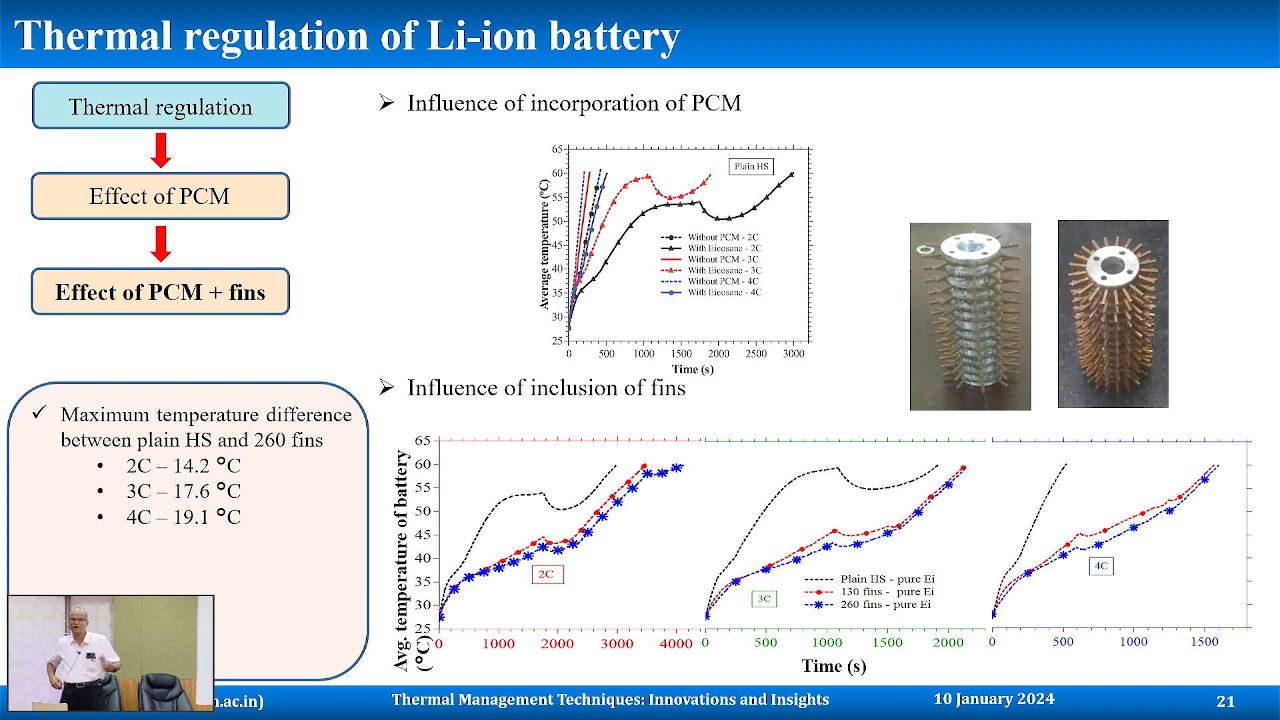 Thermal regulation of Li-ion battery
Thermal regulation
Effect of PCM
Effect of PCM + fins
✓ Maximum temperature difference
between plain HS and 260 fins
• 2C – 14.2 °C
• 3C – 17.6 °C
• 4C – 19.1 °C
➢ Influence of incorporation of PCM
Plain HS
Average temperature (°C)
65
60
55
50
45
40
35
30
25
Without PCM - 2C
With Eicosane - 2C
Without PCM - 3C
With Eicosane - 3C
Without PCM - 4C
With Eicosane - 4C
0 500 1000 1500 2000 2500 3000
Time (s)
➢ Influence of inclusion of fins
Avg. temperature of battery
(°C)
65
60
55
50
45
40
35
30
25
2C
3C
4C
Plain HS - pure Ei
130 fins - pure Ei
260 fins - pure Ei
0 1000 2000 3000 4000
0 500 1000 1500 2000
0 500 1000 1500
Time (s)
n.ac.in)
Thermal Management Techniques: Innovations and Insights
10 January 2024
21